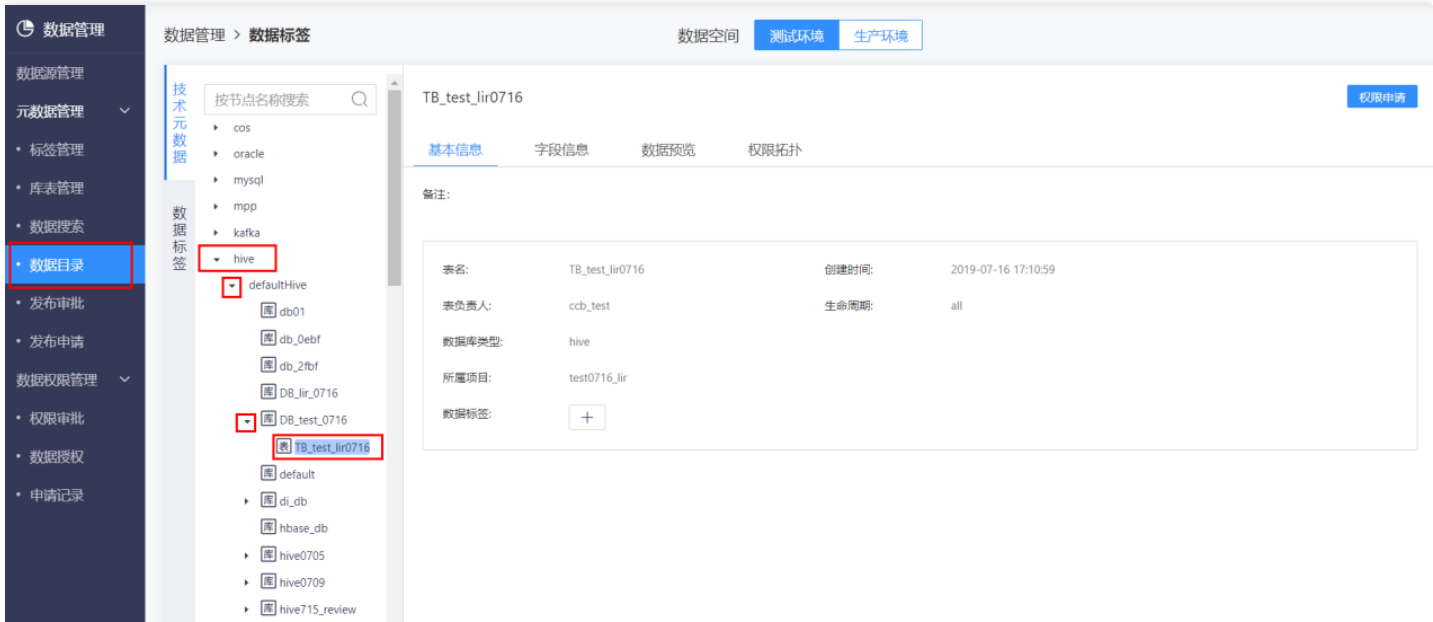 数据管理
数据源管理
元数据管理
• 标签管理
• 库表管理
• 数据搜索
• 数据目录
• 发布审批
• 发布申请
数据权限管理
• 权限审批
• 数据授权
• 申请记录
数据管理 > 数据标签
数据空间 测试环境 生产环境
技术元数据
数据标签
按节点名称搜索
cos
oracle
mysql
mpp
kafka
hive
defaultHive
库 db01
库 db_0ebf
库 db_2fbf
库 DB_lir_0716
库 DB_test_0716
表 TB_test_lir0716
库 default
库 di_db
库 hbase_db
库 hive0705
库 hive0709
库 hive715_review
TB_test_lir0716
权限申请
基本信息 字段信息 数据预览 权限拓扑
备注:
表名: TB_test_lir0716 创建时间: 2019-07-16 17:10:59
表负责人: ccb_test 生命周期: all
数据库类型: hive
所属项目: test0716_lir
数据标签: +